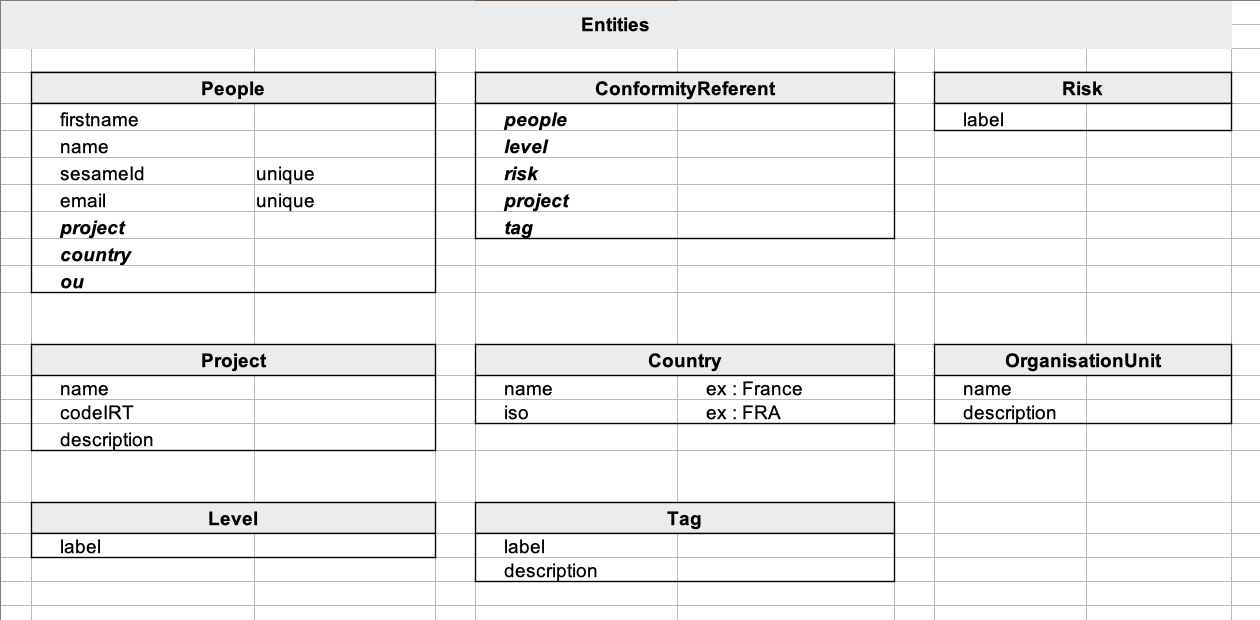 Entities
People
firstname
name
sesameId unique
email unique
project
country
ou
ConformityReferent
people
level
risk
project
tag
Risk
label
Project
name
codeIRT
description
Country
name ex : France
iso ex : FRA
OrganisationUnit
name
description
Level
label
Tag
label
description